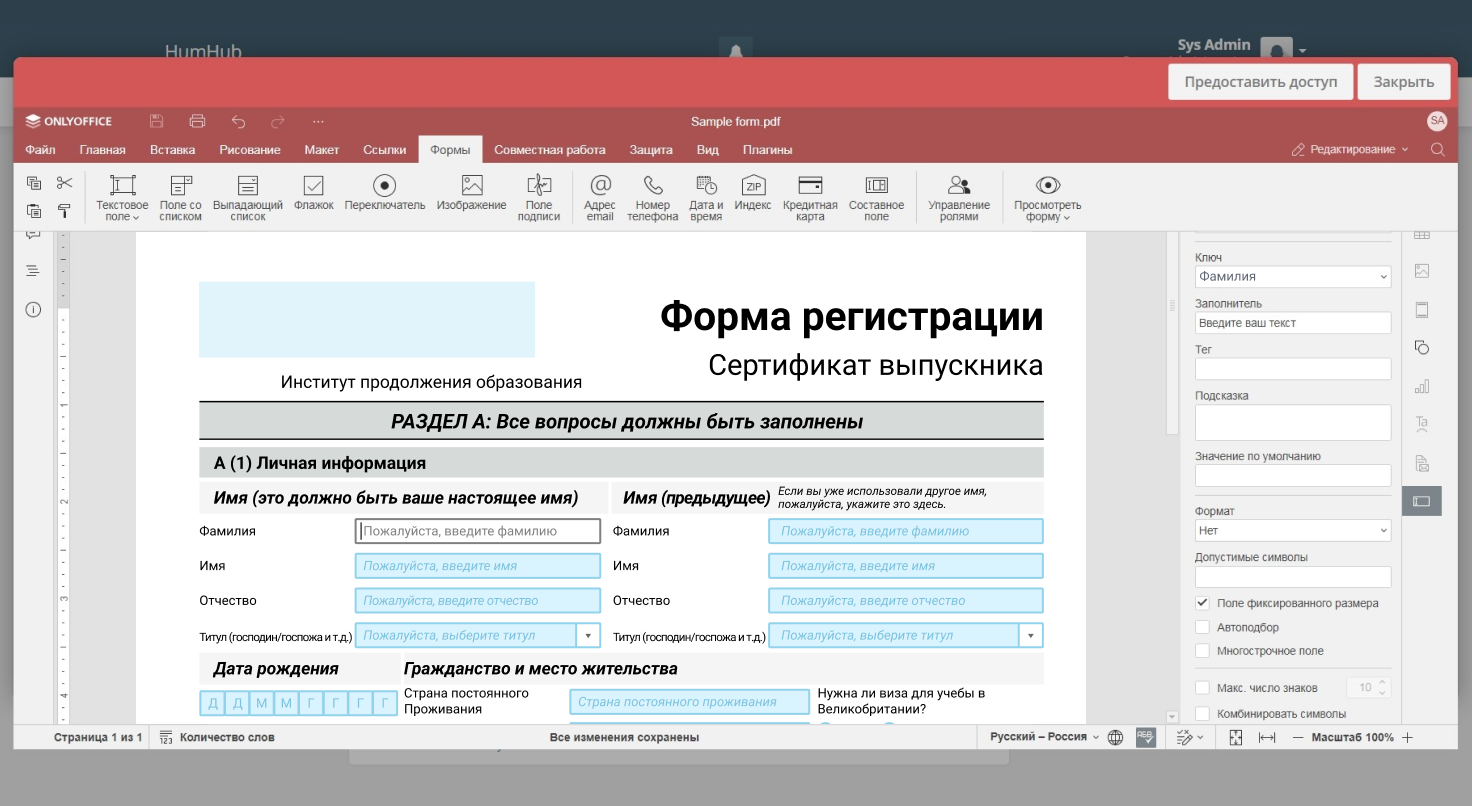 HumHub
Sys Admin
Предоставить доступ
Закрыть
ONLYOFFICE
Sample form.pdf
SA
Файл Главная Вставка Рисование Макет Ссылки Формы Совместная работа Защита Вид Плагины
Редактирование
Текстовое поле
Поле со списком
Выпадающий список
Флажок
Переключатель
Изображение
Поле подписи
Адрес email
Номер телефона
Дата и время
ZIP
Индекс
Кредитная карта
Составное поле
Управление ролями
Просмотреть форму
Форма регистрации
Сертификат выпускника
Институт продолжения образования
РАЗДЕЛ А: Все вопросы должны быть заполнены
А (1) Личная информация
Имя (это должно быть ваше настоящее имя)
Имя (предыдущее)
Если вы уже использовали другое имя,
пожалуйста, укажите это здесь.
Фамилия Пожалуйста, введите фамилию Фамилия Пожалуйста, введите фамилию
Имя Пожалуйста, введите имя Имя Пожалуйста, введите имя
Отчество Пожалуйста, введите отчество Отчество Пожалуйста, введите отчество
Титул (господин/госпожа и т.д.) Пожалуйста, выберите титул Титул (господин/госпожа и т.д.) Пожалуйста, выберите титул
Дата рождения Гражданство и место жительства
Д Д М М Г Г Г Г
Страна постоянного
Проживания
Страна постоянного проживания
Нужна ли виза для учебы в
Великобритании?
Ключ
Фамилия
Заполнитель
Введите ваш текст
Тег
Подсказка
Значение по умолчанию
Формат
Нет
Допустимые символы
Поле фиксированного размера
Автоподбор
Многострочное поле
Макс. число знаков 10
Комбинировать символы
Страница 1 из 1
123 Количество слов
Все изменения сохранены
Русский – Россия
Масштаб 100%